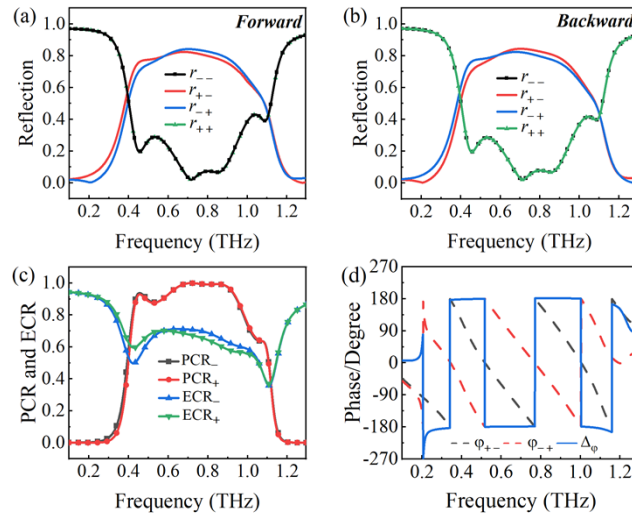 (a)
Forward
1.0
0.8
0.6
0.4
0.2
0.0
Reflection
r₋₋
r₊₋
r₋₊
r₊₊
0.2 0.4 0.6 0.8 1.0 1.2
Frequency (THz)
(b)
Backward
1.0
0.8
0.6
0.4
0.2
0.0
Reflection
r₋₋
r₊₋
r₋₊
r₊₊
0.2 0.4 0.6 0.8 1.0 1.2
Frequency (THz)
(c)
1.0
0.8
0.6
0.4
0.2
0.0
PCR and ECR
PCR₋
PCR₊
ECR₋
ECR₊
0.2 0.4 0.6 0.8 1.0 1.2
Frequency (THz)
(d)
270
180
90
0
-90
-180
-270
Phase/Degree
φ₊₋ φ₋₊ Δφ
0.2 0.4 0.6 0.8 1.0 1.2
Frequency (THz)